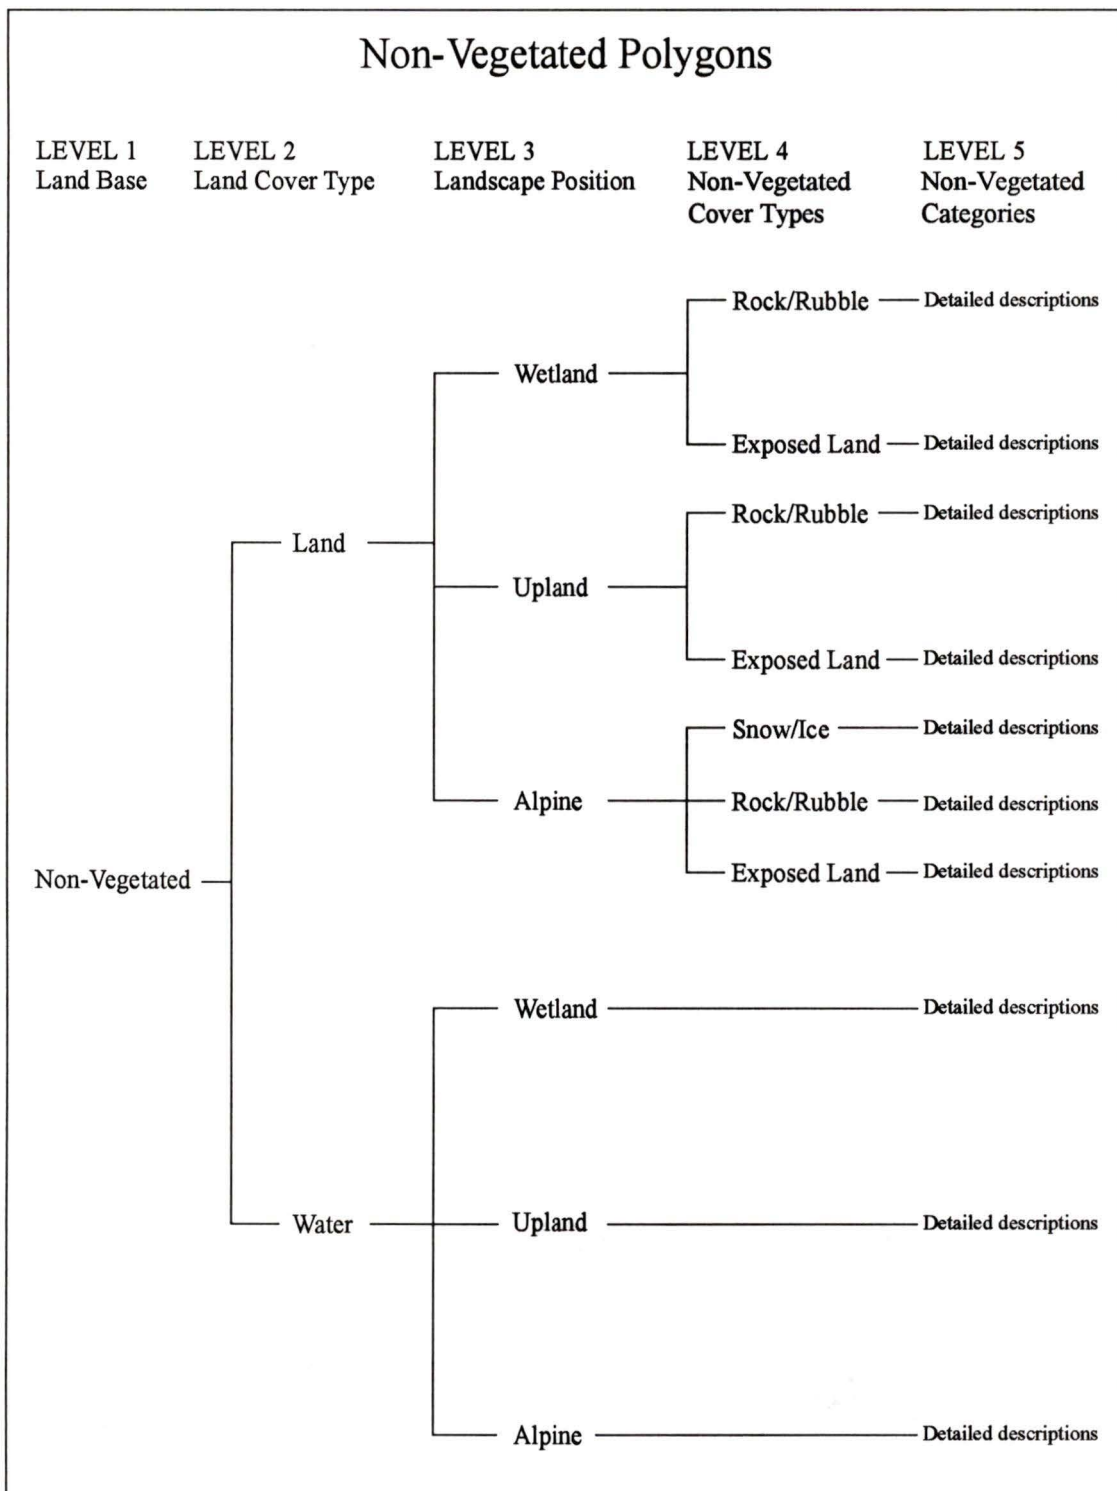 Non-Vegetated Polygons
LEVEL 1
Land Base
LEVEL 2
Land Cover Type
LEVEL 3
Landscape Position
LEVEL 4
Non-Vegetated
Cover Types
LEVEL 5
Non-Vegetated
Categories
Rock/Rubble Detailed descriptions
Wetland
Exposed Land Detailed descriptions
Rock/Rubble Detailed descriptions
Land
Upland
Exposed Land Detailed descriptions
Snow/Ice Detailed descriptions
Alpine Rock/Rubble Detailed descriptions
Exposed Land Detailed descriptions
Non-Vegetated
Wetland Detailed descriptions
Water Upland Detailed descriptions
Alpine Detailed descriptions